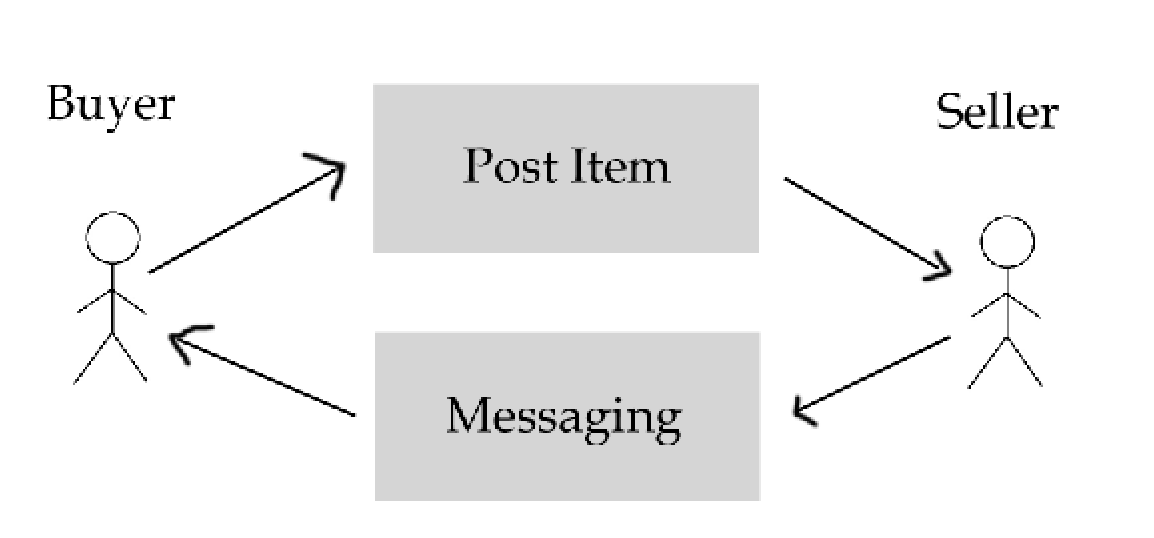 Buyer
Seller
Post Item
Messaging